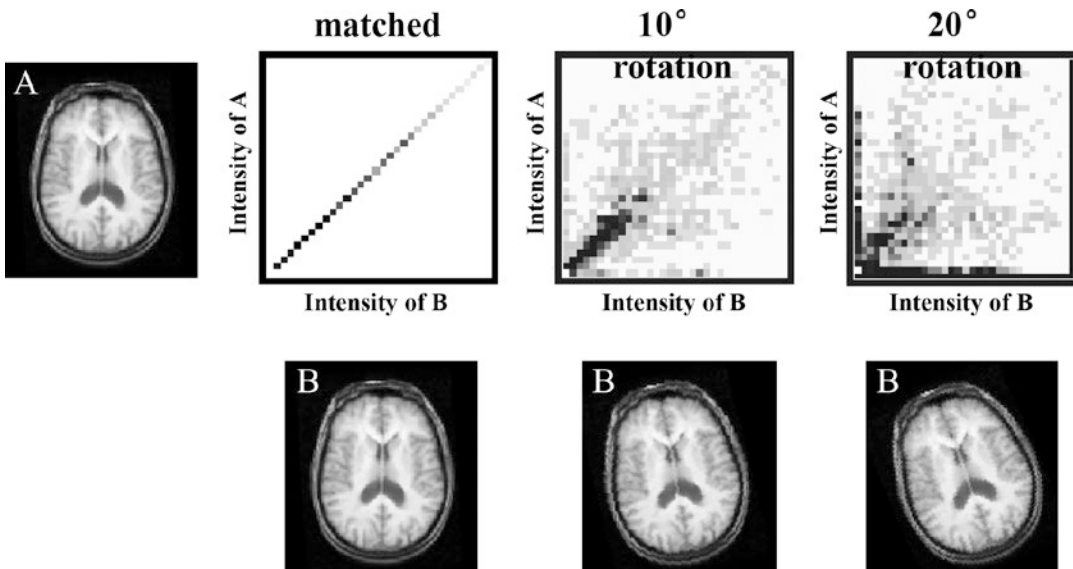 matched
10°
rotation
20°
rotation
A
Intensity of A
Intensity of B
Intensity of A
Intensity of B
Intensity of A
Intensity of B
B
B
B